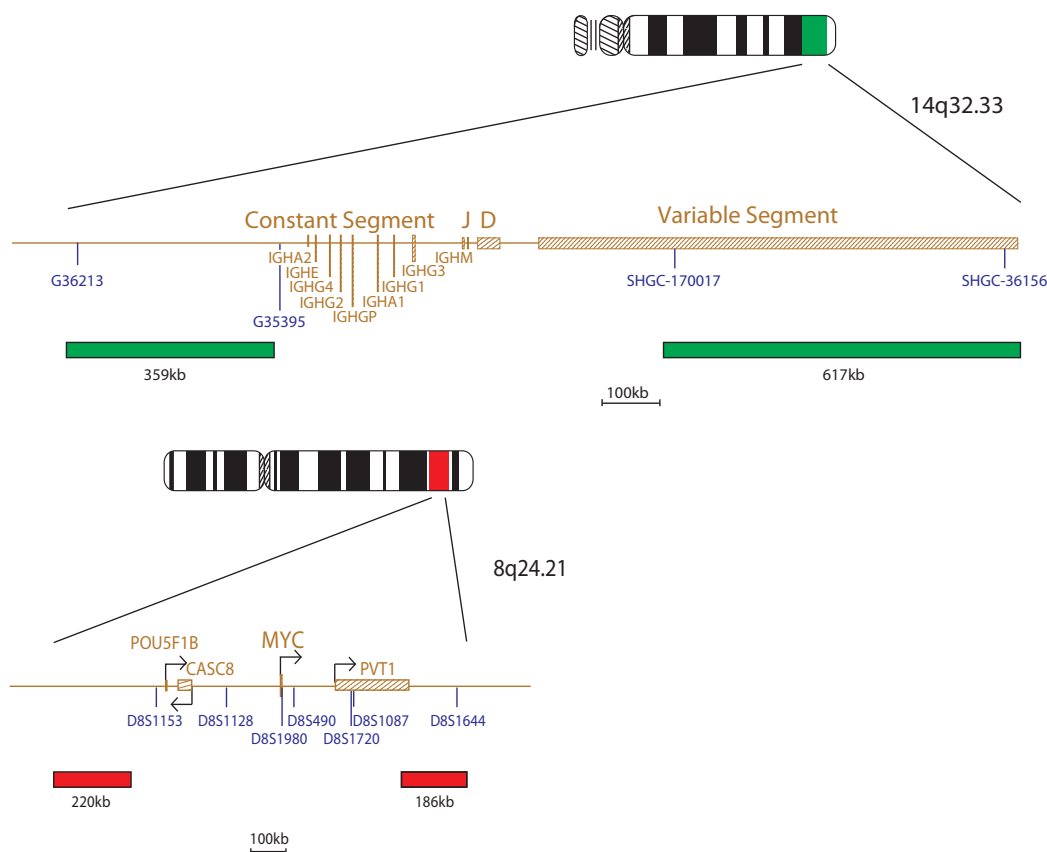 14q32.33
Constant Segment J D Variable Segment
IGHA2
IGHE
IGHG4
IGHG2
IGHGP
IGHA1
IGHG1
IGHG3
IGHM
G36213
G35395
SHGC-170017
SHGC-36156
359kb
617kb
100kb
8q24.21
POU5F1B
CASC8
MYC
PVT1
D8S1153
D8S1128
D8S490
D8S1087
D8S1644
D8S1980
D8S1720
220kb
186kb
100kb